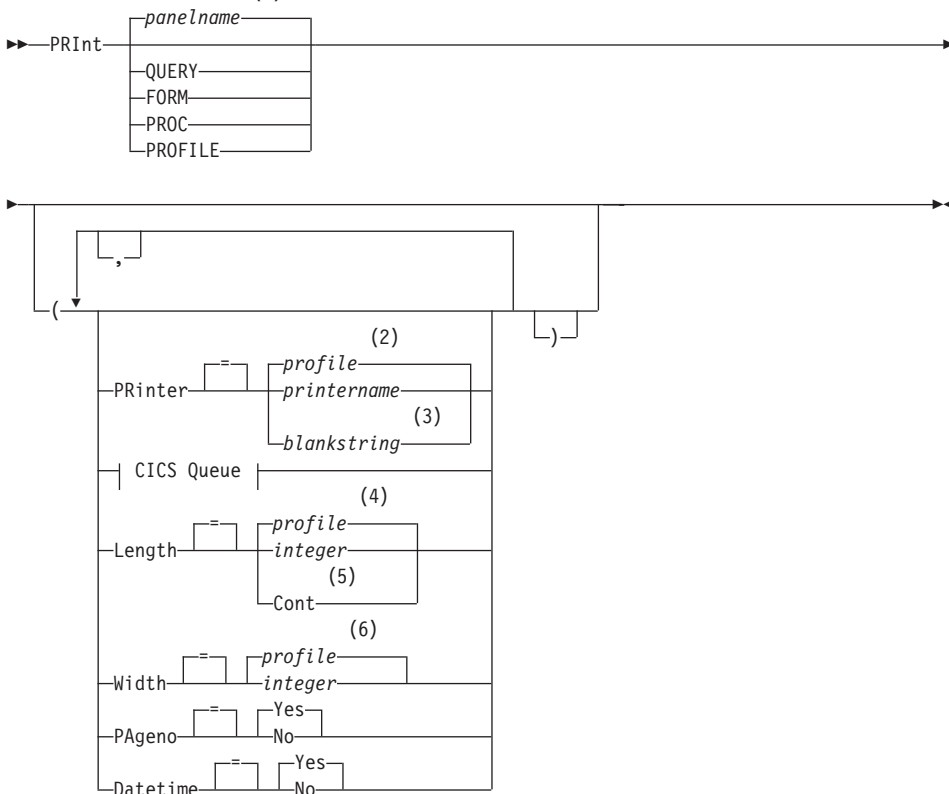 panelname
PRInt
QUERY
FORM
PROC
PROFILE
,
(
)
(2)
= profile
PRinter printername
(3)
blankstring
CICS Queue
(4)
= profile
Length integer
(5)
Cont
(6)
= profile
Width integer
= Yes
PAgeno No
= Yes
Datetime No